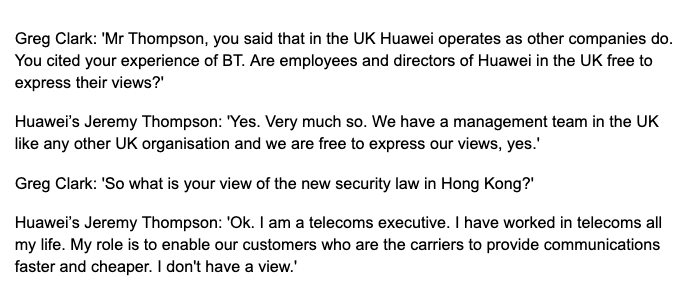 Greg Clark: 'Mr Thompson, you said that in the UK Huawei operates as other companies do.
You cited your experience of BT. Are employees and directors of Huawei in the UK free to
express their views?'
Huawei’s Jeremy Thompson: 'Yes. Very much so. We have a management team in the UK
like any other UK organisation and we are free to express our views, yes.'
Greg Clark: 'So what is your view of the new security law in Hong Kong?'
Huawei’s Jeremy Thompson: 'Ok. I am a telecoms executive. I have worked in telecoms all
my life. My role is to enable our customers who are the carriers to provide communications
faster and cheaper. I don't have a view.'